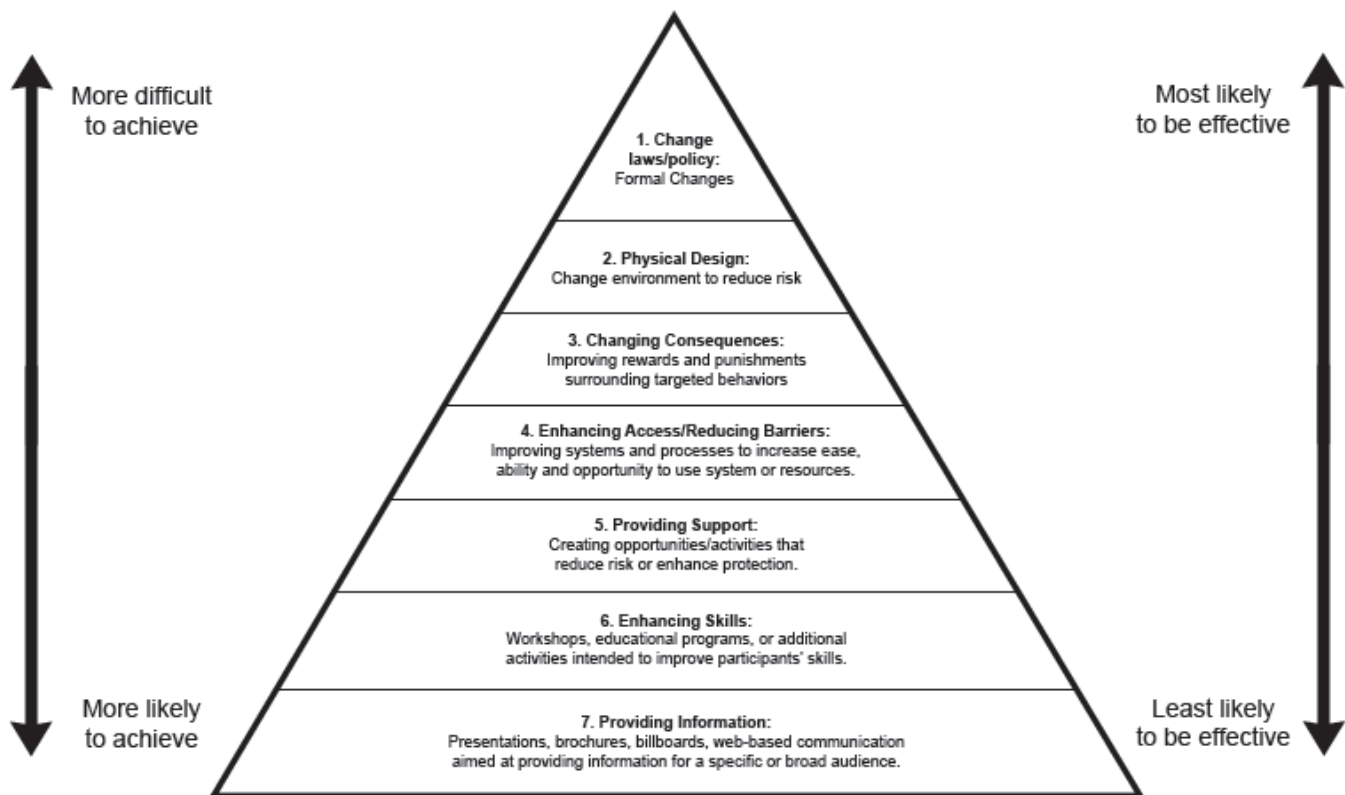 More difficult
to achieve
Most likely
to be effective
1. Change
laws/policy:
Formal Changes
2. Physical Design:
Change environment to reduce risk
3. Changing Consequences:
Improving rewards and punishments
surrounding targeted behaviors
4. Enhancing Access/Reducing Barriers:
Improving systems and processes to increase ease,
ability and opportunity to use system or resources.
5. Providing Support:
Creating opportunities/activities that
reduce risk or enhance protection.
6. Enhancing Skills:
Workshops, educational programs, or additional
activities intended to improve participants' skills.
More likely
to achieve
Least likely
to be effective
7. Providing Information:
Presentations, brochures, billboards, web-based communication
aimed at providing information for a specific or broad audience.